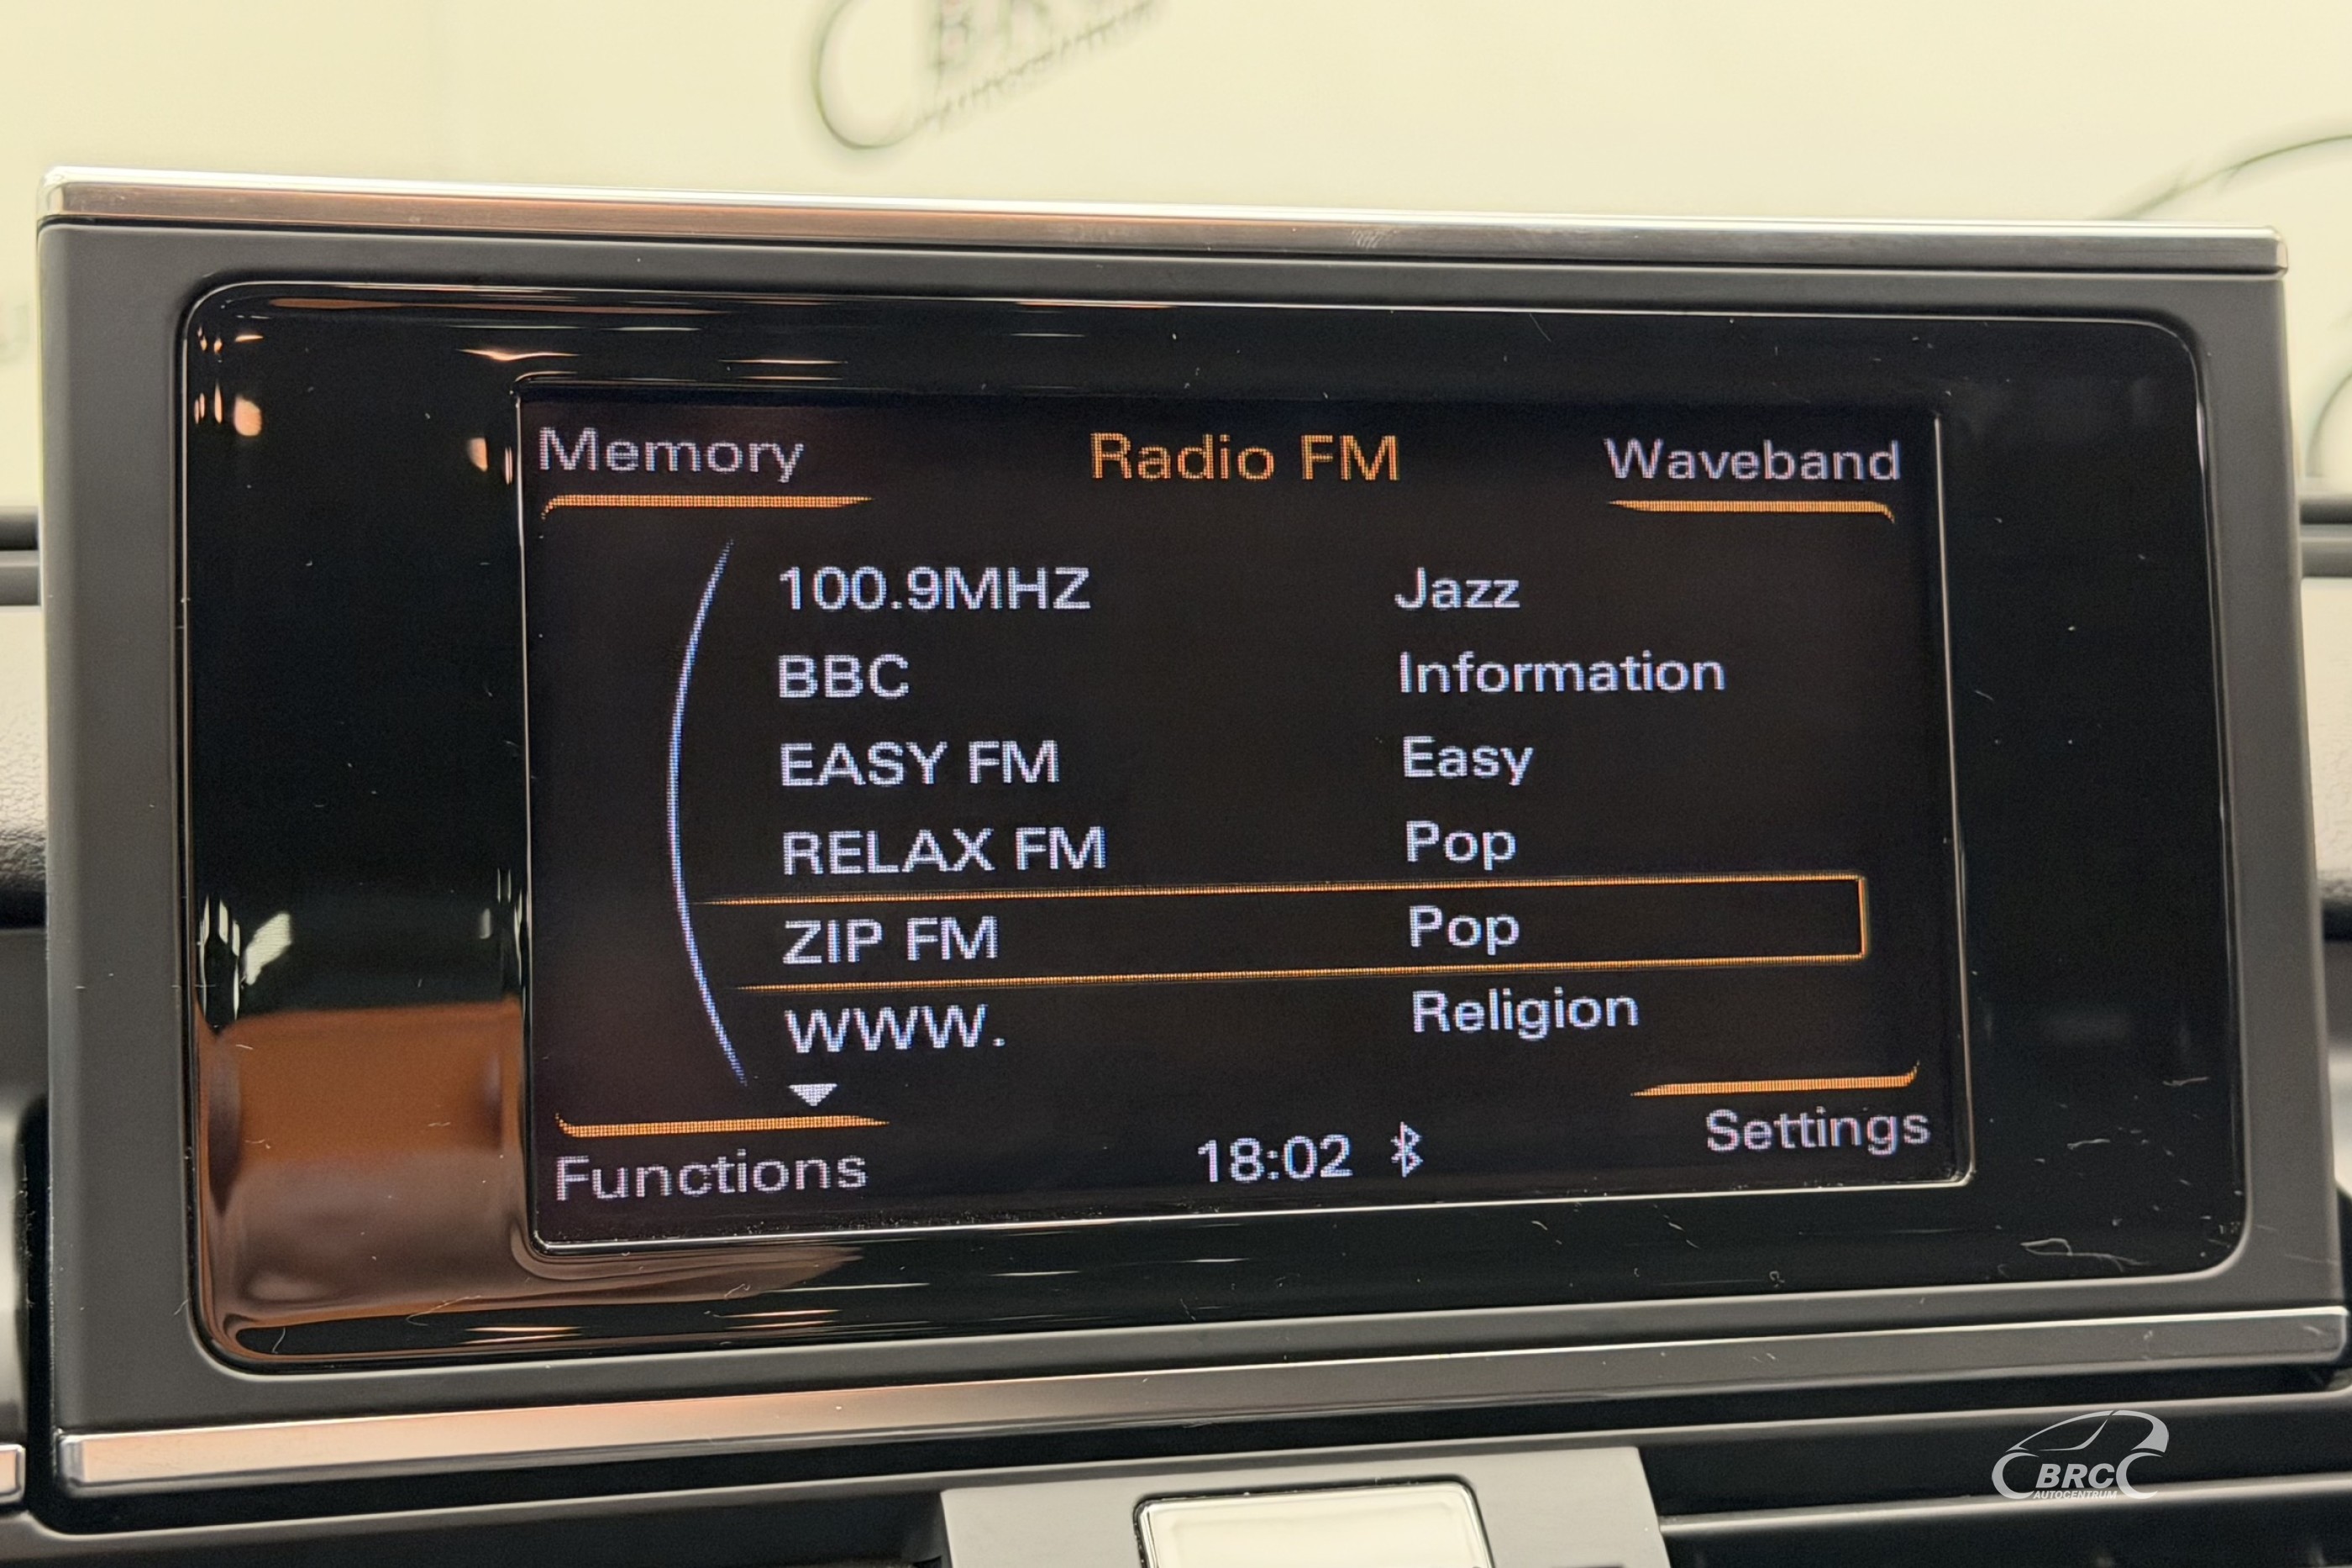 Memory Radio FM Waveband
100.9MHZ Jazz
BBC Information
EASY FM Easy
RELAX FM Pop
ZIP FM Pop
WWW. Religion
Settings
Functions 18:02
BRC
AUTOCENTRUM